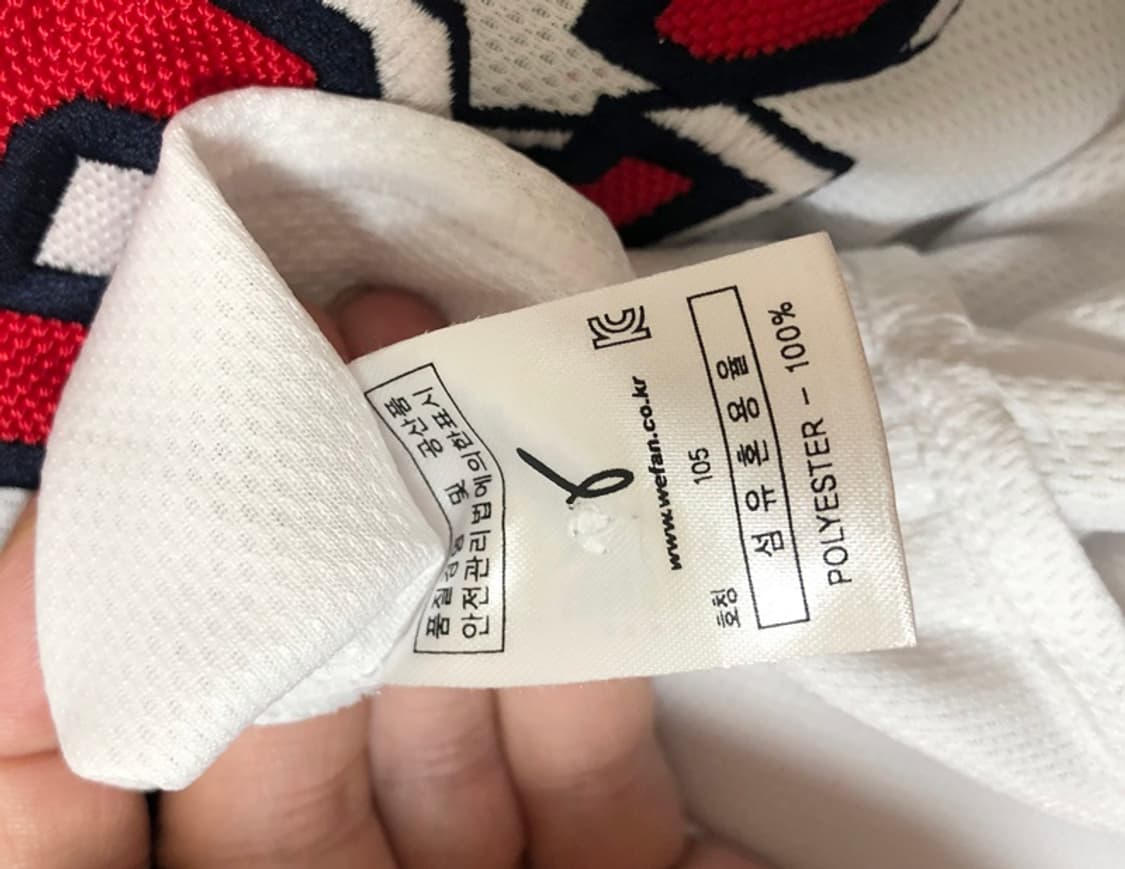 품질경영 및 공산품
안전관리법에의한표시
KC
www.wefan.co.kr
호칭 105
섬유혼용율
POLYESTER - 100%